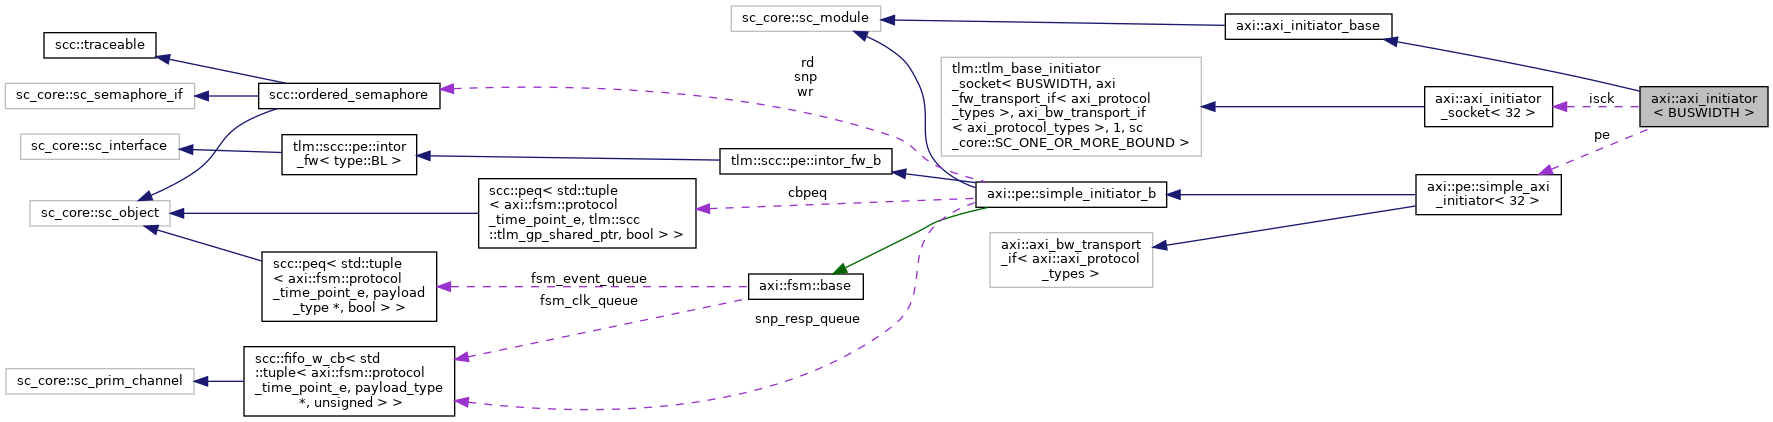 sc_core::sc_module
axi::axi_initiator_base
scc::traceable
rd
snp
wr
tlm::tlm_base_initiator
_socket< BUSWIDTH, axi
_fw_transport_if< axi_protocol
_types >, axi_bw_transport_if
< axi_protocol_types >, 1, sc
_core::SC_ONE_OR_MORE_BOUND >
axi::axi_initiator
_socket< 32 >
isck
axi::axi_initiator
< BUSWIDTH >
sc_core::sc_semaphore_if
scc::ordered_semaphore
pe
sc_core::sc_interface
tlm::scc::pe::intor
_fw< type::BL >
tlm::scc::pe::intor_fw_b
scc::peq< std::tuple
< axi::fsm::protocol
_time_point_e, tlm::scc
::tlm_gp_shared_ptr, bool > >
cbpeq
axi::pe::simple_initiator_b
axi::pe::simple_axi
_initiator< 32 >
sc_core::sc_object
axi::axi_bw_transport
_if< axi::axi_protocol
_types >
scc::peq< std::tuple
< axi::fsm::protocol
_time_point_e, payload
_type *, bool > >
fsm_event_queue
fsm_clk_queue
axi::fsm::base
snp_resp_queue
sc_core::sc_prim_channel
scc::fifo_w_cb< std
::tuple< axi::fsm::protocol
_time_point_e, payload_type
*, unsigned > >